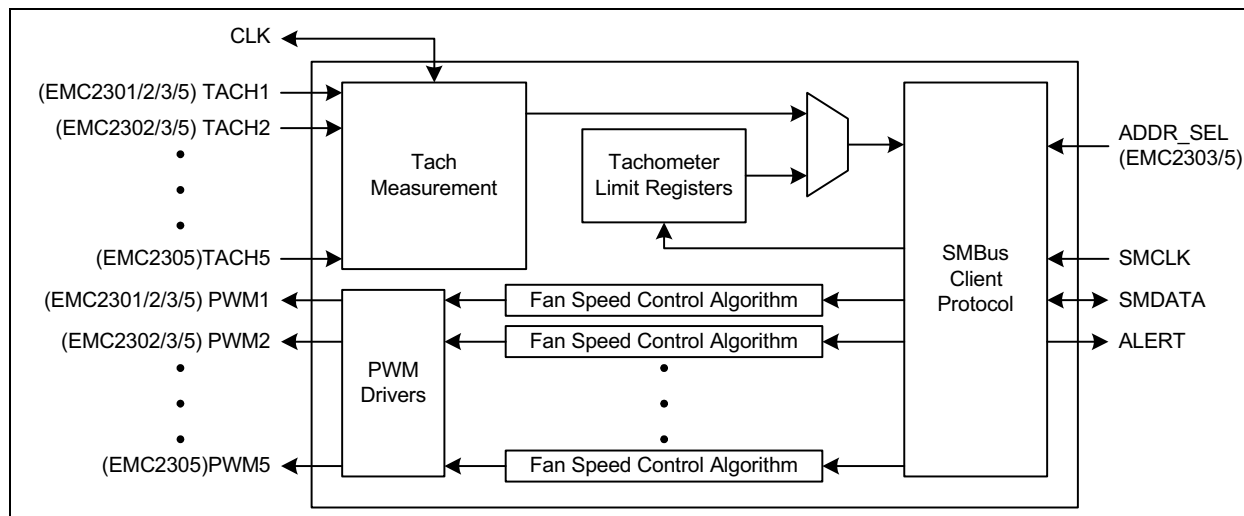 CLK
(EMC2301/2/3/5) TACH1
(EMC2302/3/5) TACH2
(EMC2305)TACH5
Tach
Measurement
Tachometer
Limit Registers
SMBus
Client
Protocol
ADDR_SEL
(EMC2303/5)
SMCLK
SMDATA
ALERT
(EMC2301/2/3/5) PWM1
(EMC2302/3/5) PWM2
(EMC2305)PWM5
PWM
Drivers
Fan Speed Control Algorithm
Fan Speed Control Algorithm
Fan Speed Control Algorithm